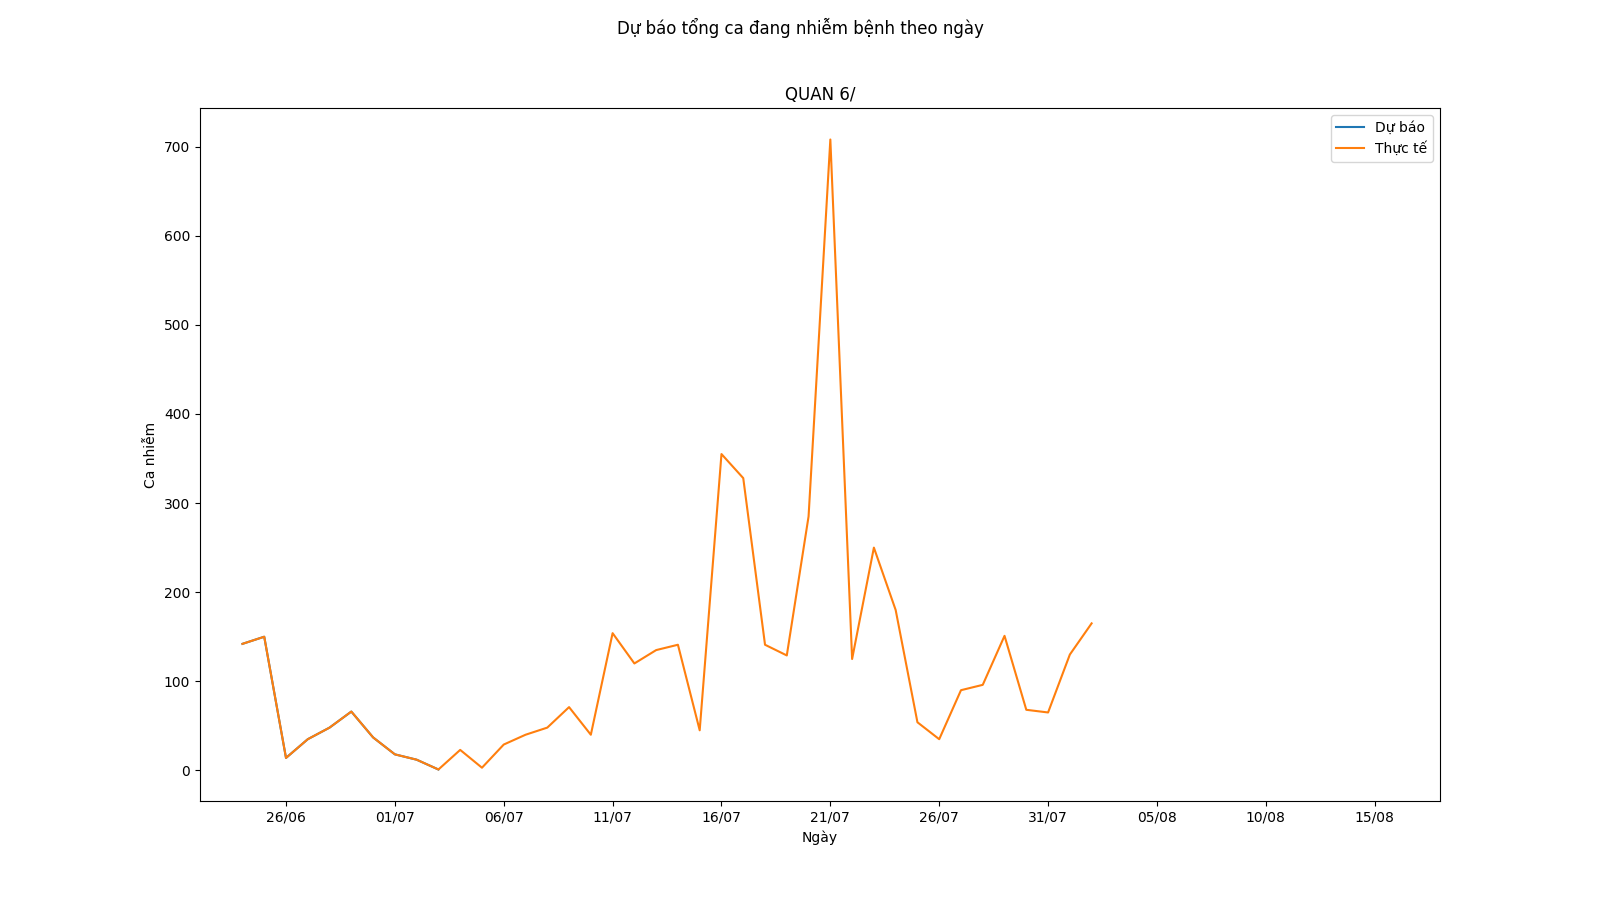 Dự báo tổng ca đang nhiễm bệnh theo ngày
QUAN 6/
Dự báo
Thực tế
700
600
500
400
300
200
100
0
Ca nhiễm
26/06 01/07 06/07 11/07 16/07 21/07 26/07 31/07 05/08 10/08 15/08
Ngày